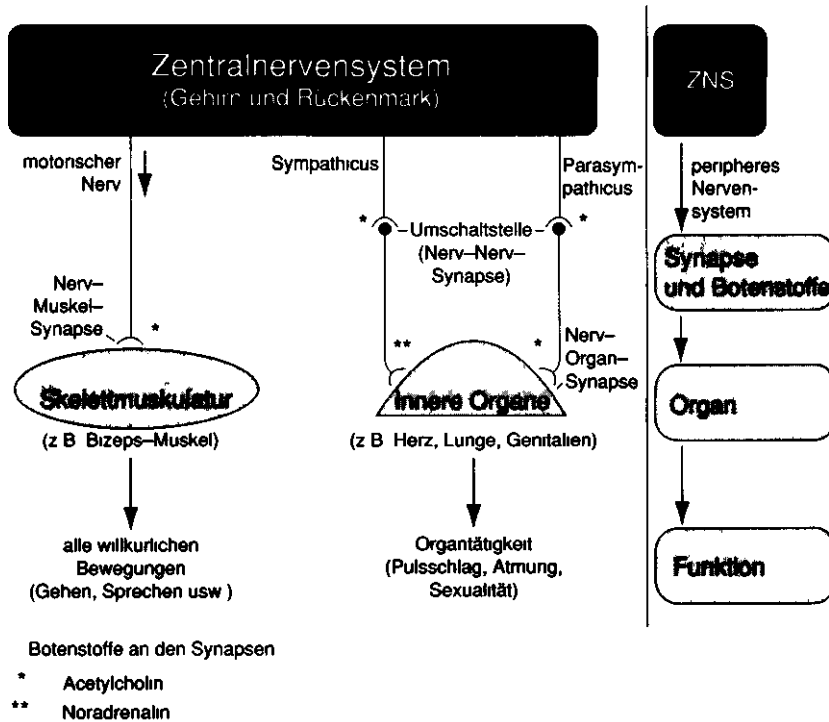 Zentralnervensystem
(Gehirn und Rückenmark)
motorischer
Nerv
Sympathicus
Parasym-
pathicus
*
*
Umschaltstelle
(Nerv–Nerv–
Synapse)
Nerv–
Muskel–
Synapse
*
**
*
Nerv–
Organ–
Synapse
Skelettmuskulatur
Innere Organe
(z B Bizeps–Muskel)
(z B Herz, Lunge, Genitalien)
alle willkurlichen
Bewegungen
(Gehen, Sprechen usw )
Organtätigkeit
(Pulsschlag, Atmung,
Sexualität)
ZNS
peripheres
Nerven-
system
Synapse
und Botenstoffe
Organ
Funktion
Botenstoffe an den Synapsen
* Acetylcholin
** Noradrenalin